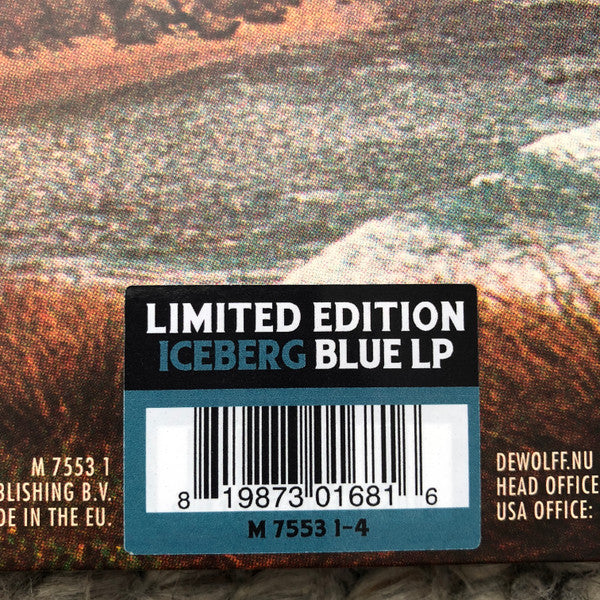 LIMITED EDITION
ICEBERG BLUE LP
8 19873 01681 6
M 7553 1-4
M 7553 1
BLISHING B.V.
DE IN THE EU.
DEWOLFF.NU
HEAD OFFICE
USA OFFICE: